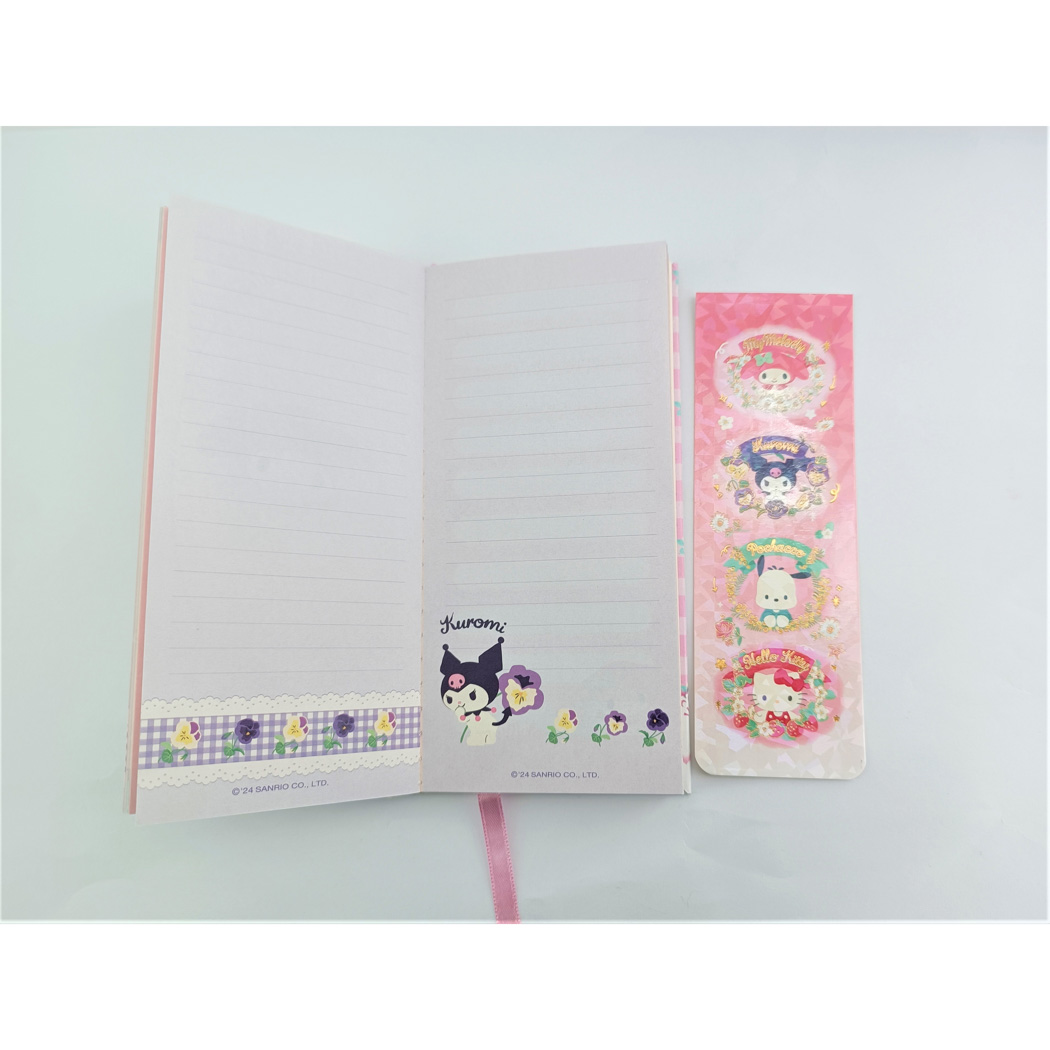 Kuromi
©'24 SANRIO CO., LTD.
©'24 SANRIO CO., LTD.
My Melody
Kuromi
Pochacco
Hello Kitty